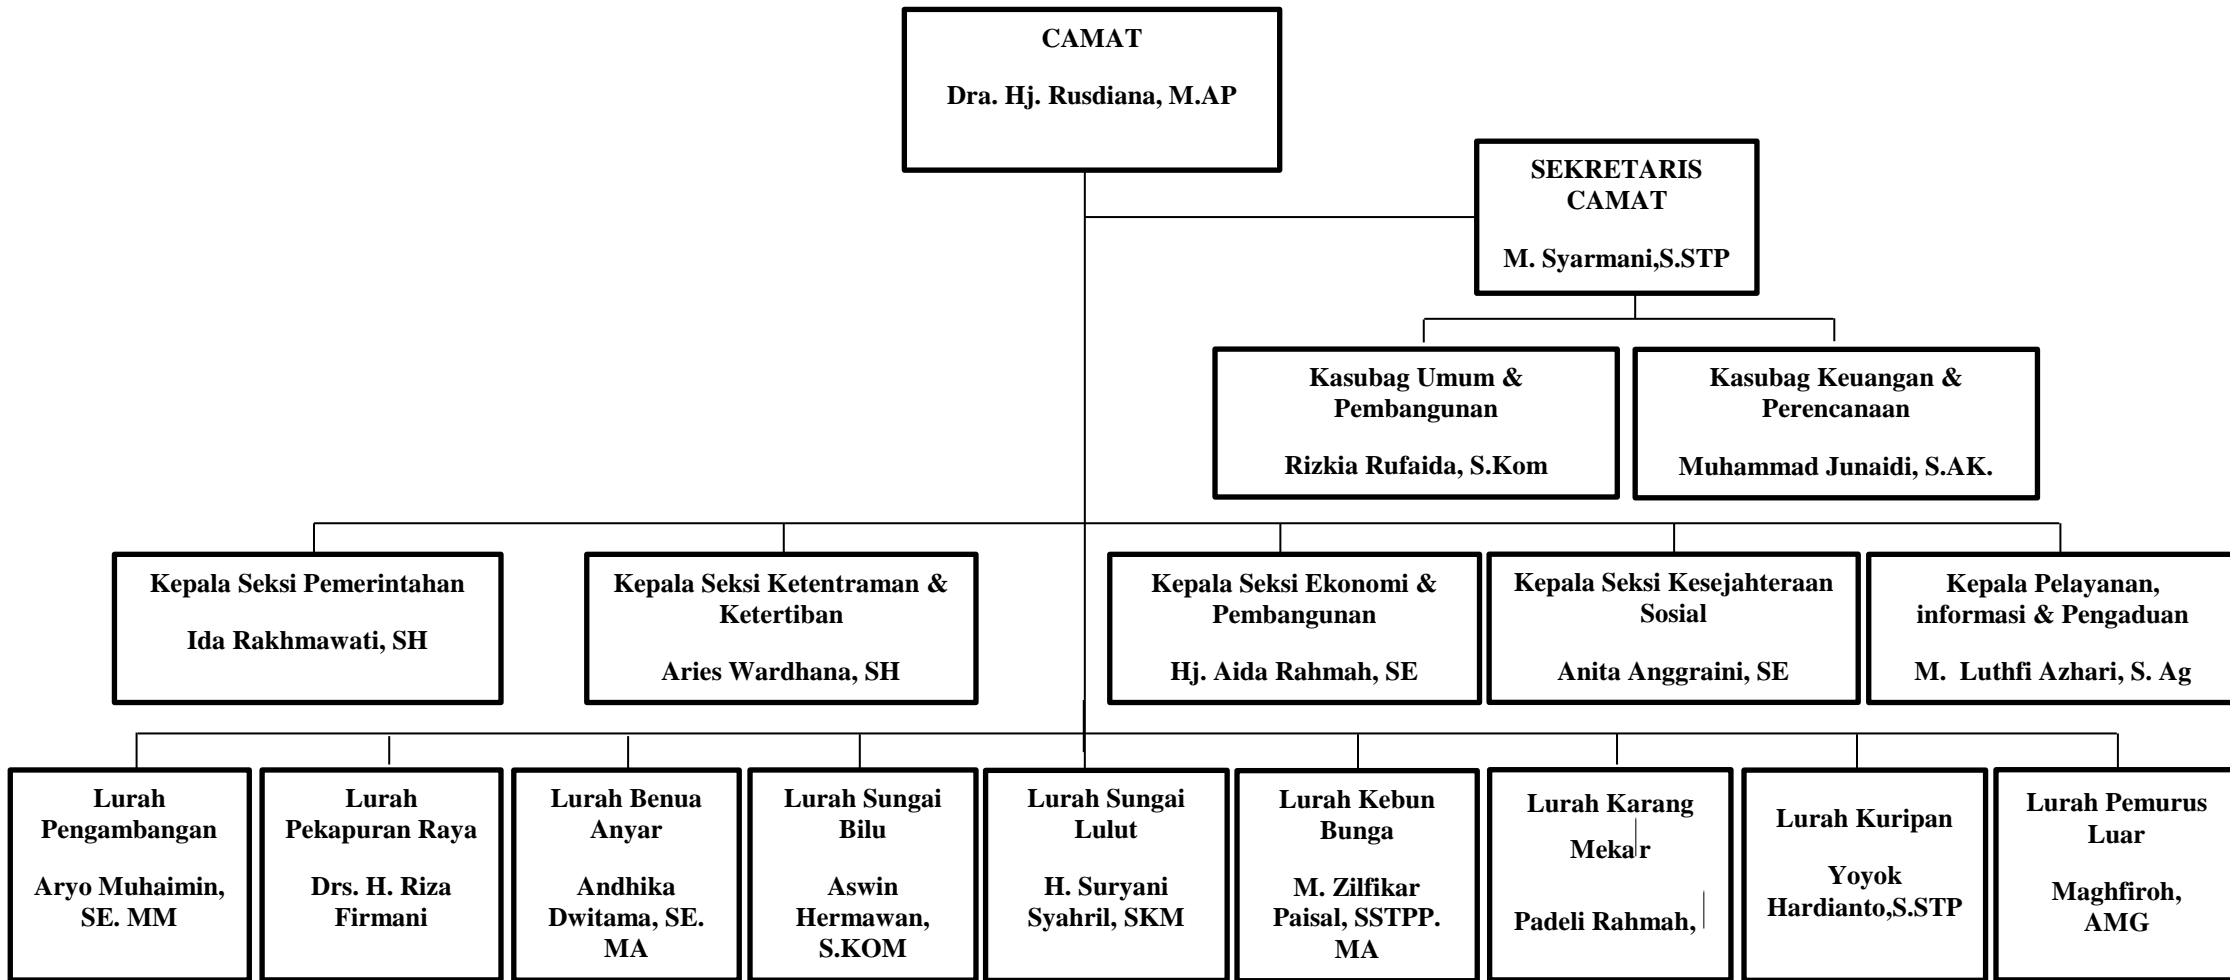 CAMAT
Dra. Hj. Rusdiana, M.AP
SEKRETARIS
CAMAT
M. Syarmani,S.STP
Kasubag Umum &
Pembangunan
Rizkia Rufaida, S.Kom
Kasubag Keuangan &
Perencanaan
Muhammad Junaidi, S.AK.
Kepala Seksi Pemerintahan
Ida Rakhmawati, SH
Kepala Seksi Ketentraman &
Ketertiban
Aries Wardhana, SH
Kepala Seksi Ekonomi &
Pembangunan
Hj. Aida Rahmah, SE
Kepala Seksi Kesejahteraan
Sosial
Anita Anggraini, SE
Kepala Pelayanan,
informasi & Pengaduan
M. Luthfi Azhari, S. Ag
Lurah
Pengambangan
Aryo Muhaimin,
SE. MM
Lurah
Pekapuran Raya
Drs. H. Riza
Firmani
Lurah Benua
Anyar
Andhika
Dwitama, SE.
MA
Lurah Sungai
Bilu
Aswin
Hermawan,
S.KOM
Lurah Sungai
Lulut
H. Suryani
Syahril, SKM
Lurah Kebun
Bunga
M. Zilfikar
Paisal, SSTPP.
MA
Lurah Karang
Mekar
Padeli Rahmah,
Lurah Kuripan
Yoyok
Hardianto,S.STP
Lurah Pemurus
Luar
Maghfiroh,
AMG